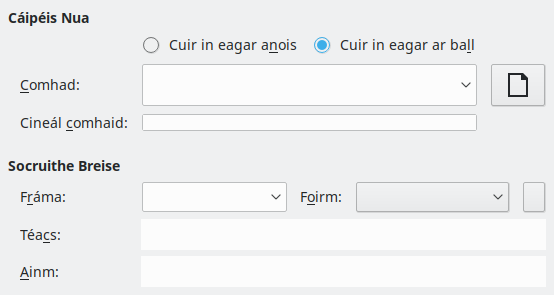 Cáipéis Nua
Cuir in eagar anois Cuir in eagar ar ball
Comhad:
Cineál comhaid:
Socruithe Breise
Fráma: Foirm:
Téacs:
Ainm: